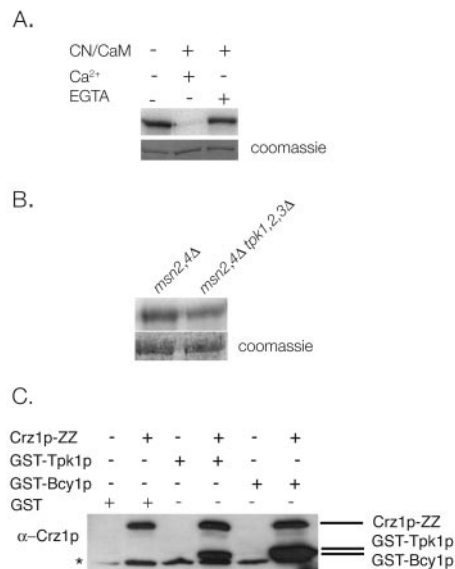 A.
CN/CaM - + +
Ca²⁺ - + -
EGTA - - +
coomassie
B.
msn2,4Δ
msn2,4Δ tpk1,2,3Δ
coomassie
C.
Crz1p-ZZ - + - + - +
GST-Tpk1p - - + + - -
GST-Bcy1p - - - - + +
GST + + - - - -
α-Crz1p
Crz1p-ZZ
GST-Tpk1p
GST-Bcy1p
*